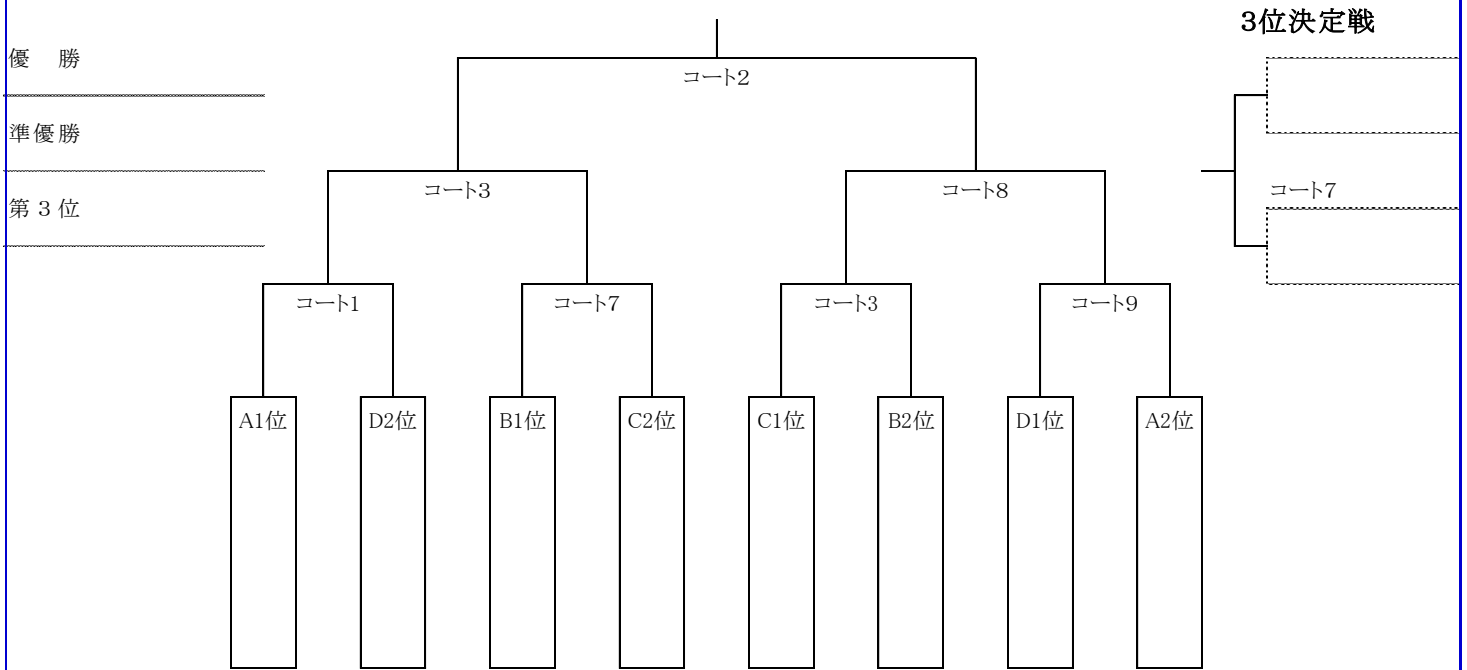 3位決定戦
優　勝
コート2
準優勝
コート3
コート8
コート7
第３位
コート1
コート7
コート3
コート9
A1位
D2位
B1位
C2位
C1位
B2位
D1位
A2位